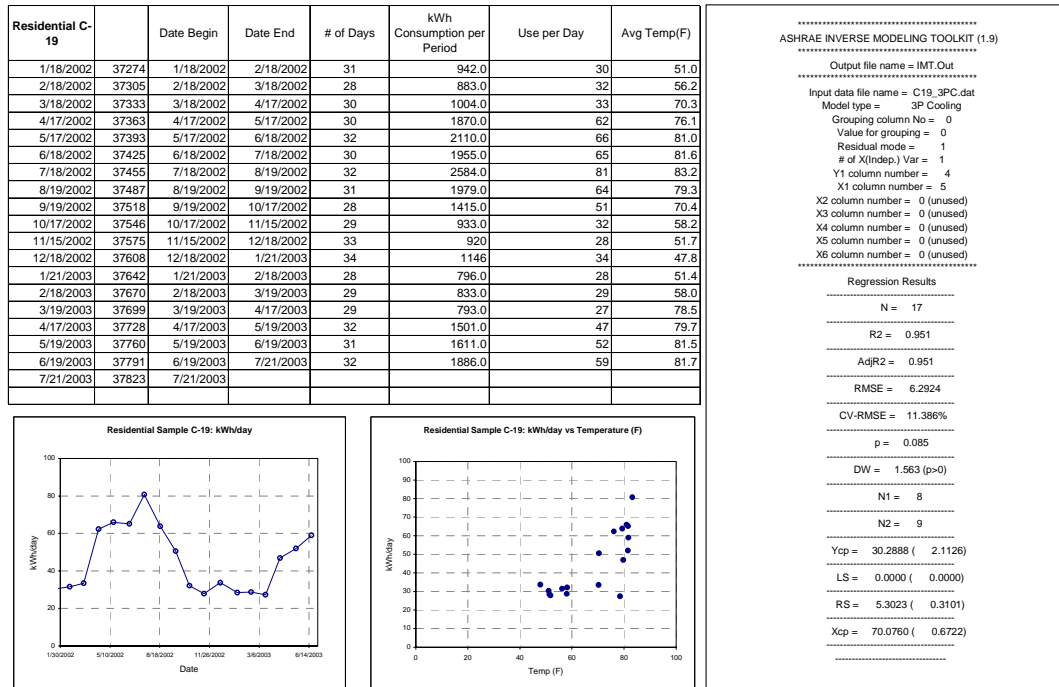 Residential C-19 Date Begin Date End # of Days kWh Consumption per Period Use per Day Avg Temp(F)
1/18/2002 37274 1/18/2002 2/18/2002 31 942.0 30 51.0
2/18/2002 37305 2/18/2002 3/18/2002 28 883.0 32 56.2
3/18/2002 37333 3/18/2002 4/17/2002 30 1004.0 33 70.3
4/17/2002 37363 4/17/2002 5/17/2002 30 1870.0 62 76.1
5/17/2002 37393 5/17/2002 6/18/2002 32 2110.0 66 81.0
6/18/2002 37425 6/18/2002 7/18/2002 30 1955.0 65 81.6
7/18/2002 37455 7/18/2002 8/19/2002 32 2584.0 81 83.2
8/19/2002 37487 8/19/2002 9/19/2002 31 1979.0 64 79.3
9/19/2002 37518 9/19/2002 10/17/2002 28 1415.0 51 70.4
10/17/2002 37546 10/17/2002 11/15/2002 29 933.0 32 58.2
11/15/2002 37575 11/15/2002 12/18/2002 33 920 28 51.7
12/18/2002 37608 12/18/2002 1/21/2003 34 1146 34 47.8
1/21/2003 37642 1/21/2003 2/18/2003 28 796.0 28 51.4
2/18/2003 37670 2/18/2003 3/19/2003 29 833.0 29 58.0
3/19/2003 37699 3/19/2003 4/17/2003 29 793.0 27 78.5
4/17/2003 37728 4/17/2003 5/19/2003 32 1501.0 47 79.7
5/19/2003 37760 5/19/2003 6/19/2003 31 1611.0 52 81.5
6/19/2003 37791 6/19/2003 7/21/2003 32 1886.0 59 81.7
7/21/2003 37823 7/21/2003
Residential Sample C-19: kWh/day
100
80
60
40
20
0
kWh/day
1/30/2002 5/10/2002 8/18/2002 11/26/2002 3/6/2003 6/14/2003
Date
Residential Sample C-19: kWh/day vs Temperature (F)
100
90
80
70
60
50
40
30
20
10
0
kWh/day
0 20 40 60 80 100
Temp (F)
********************************************
ASHRAE INVERSE MODELING TOOLKIT (1.9)
********************************************
Output file name = IMT.Out
********************************************
Input data file name = C19_3PC.dat
Model type = 3P Cooling
Grouping column No = 0
Value for grouping = 0
Residual mode = 1
# of X(Indep.) Var = 1
Y1 column number = 4
X1 column number = 5
X2 column number = 0 (unused)
X3 column number = 0 (unused)
X4 column number = 0 (unused)
X5 column number = 0 (unused)
X6 column number = 0 (unused)
********************************************
Regression Results
--------------------------------------
N = 17
--------------------------------------
R2 = 0.951
--------------------------------------
AdjR2 = 0.951
--------------------------------------
RMSE = 6.2924
--------------------------------------
CV-RMSE = 11.386%
--------------------------------------
p = 0.085
--------------------------------------
DW = 1.563 (p>0)
--------------------------------------
N1 = 8
--------------------------------------
N2 = 9
--------------------------------------
Ycp = 30.2888 ( 2.1126)
--------------------------------------
LS = 0.0000 ( 0.0000)
--------------------------------------
RS = 5.3023 ( 0.3101)
--------------------------------------
Xcp = 70.0760 ( 0.6722)
--------------------------------------
---------------------------------